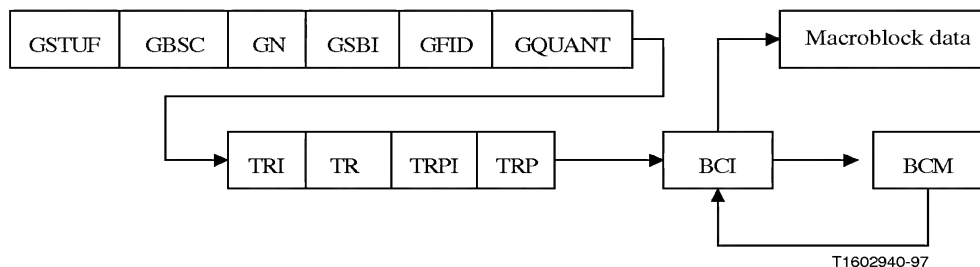 GSTUF GBSC GN GSBI GFID GQUANT Macroblock data
TRI TR TRPI TRP BCI BCM
T1602940-97